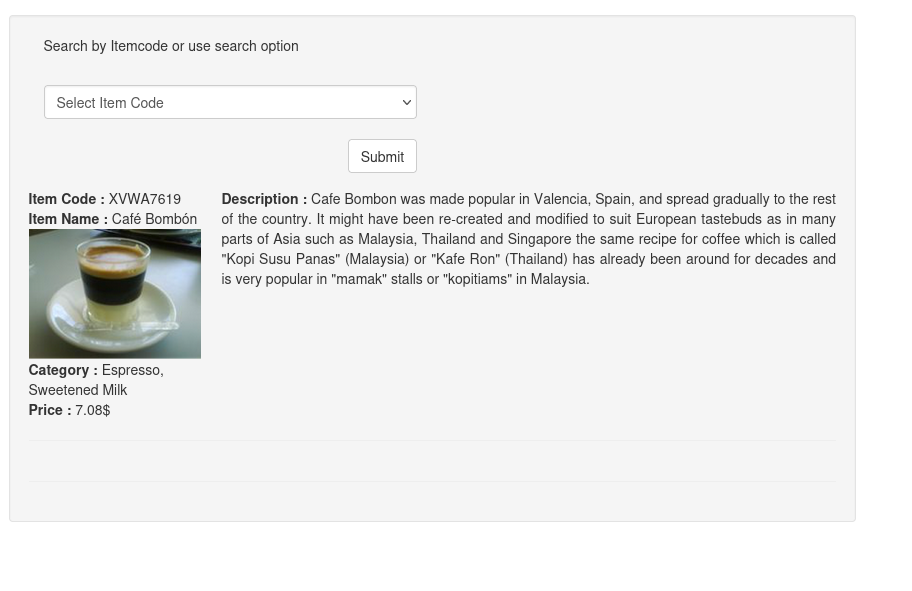 Search by Itemcode or use search option
Select Item Code
Submit
Item Code : XVWA7619
Item Name : Café Bombón
Category : Espresso,
Sweetened Milk
Price : 7.08$
Description : Cafe Bombon was made popular in Valencia, Spain, and spread gradually to the rest
of the country. It might have been re-created and modified to suit European tastebuds as in many
parts of Asia such as Malaysia, Thailand and Singapore the same recipe for coffee which is called
"Kopi Susu Panas" (Malaysia) or "Kafe Ron" (Thailand) has already been around for decades and
is very popular in "mamak" stalls or "kopitiams" in Malaysia.